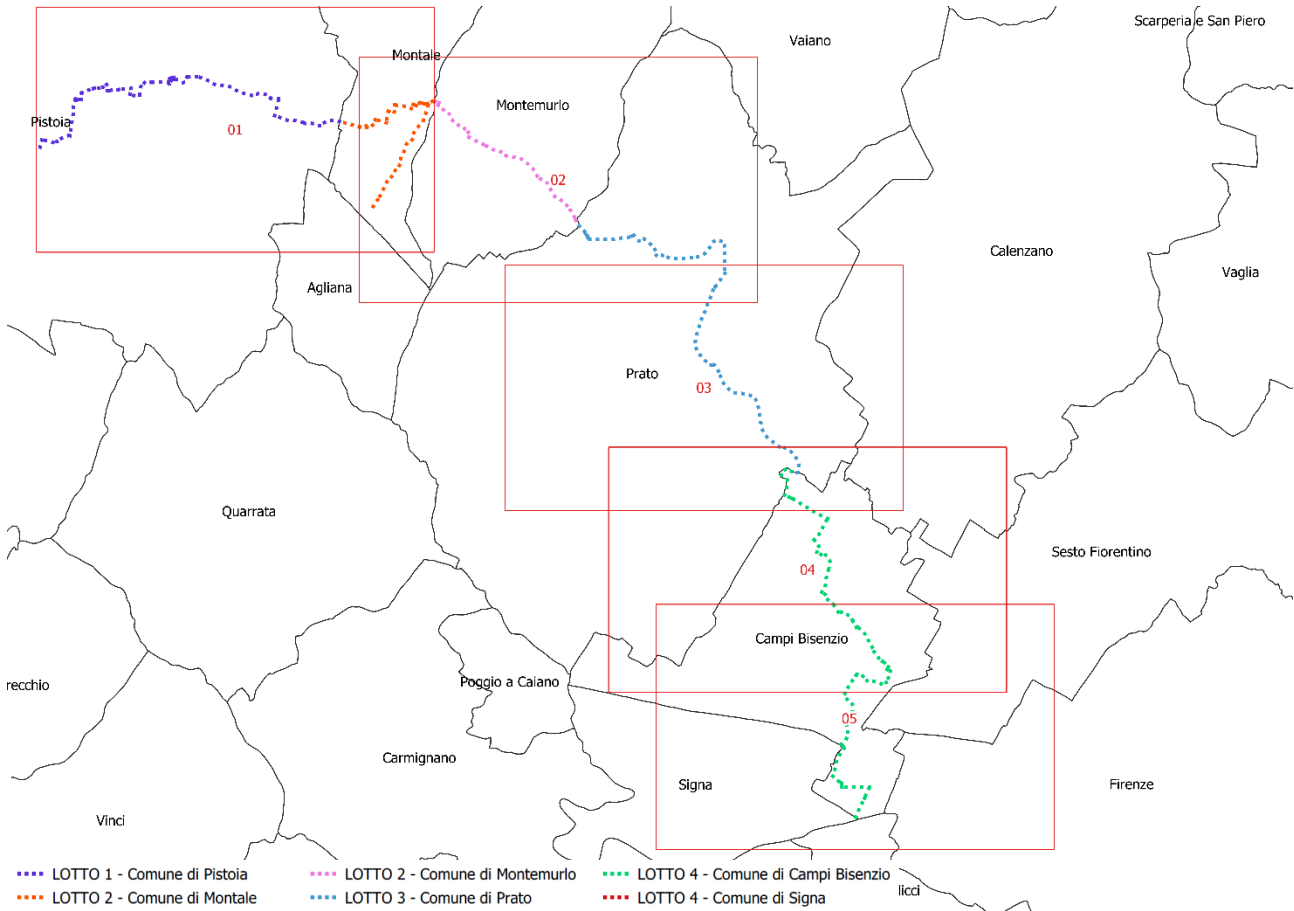 Scarperia e San Piero
Vaiano
Montale
Montemurlo
Pistoia
01
02
Calenzano
Vaglia
Agliana
Prato
03
Quarrata
Sesto Fiorentino
04
Campi Bisenzio
recchio
Poggio a Caiano
05
Carmignano
Signa
Firenze
Vinci
LOTTO 1 - Comune di Pistoia
LOTTO 2 - Comune di Montemurlo
LOTTO 4 - Comune di Campi Bisenzio
licci
LOTTO 2 - Comune di Montale
LOTTO 3 - Comune di Prato
LOTTO 4 - Comune di Signa